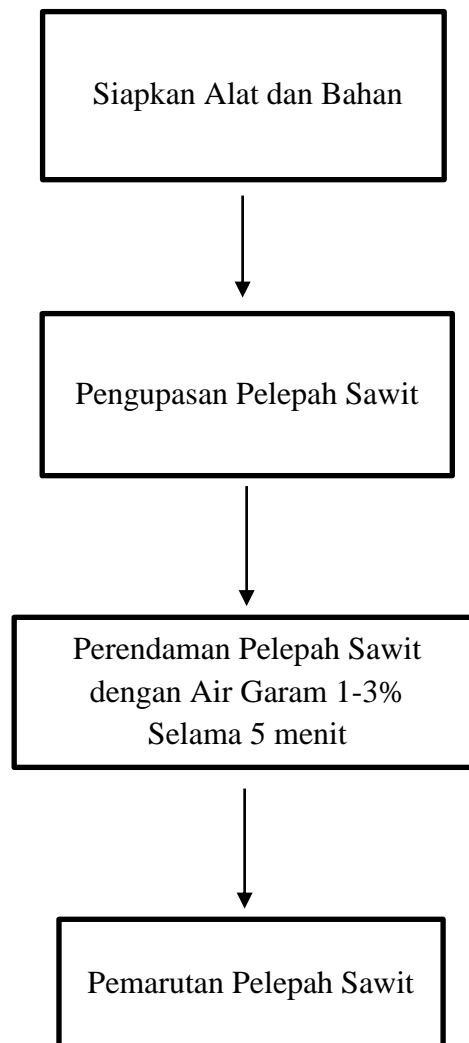 Siapkan Alat dan Bahan
Pengupasan Pelepah Sawit
Perendaman Pelepah Sawit
dengan Air Garam 1-3%
Selama 5 menit
Pemarutan Pelepah Sawit